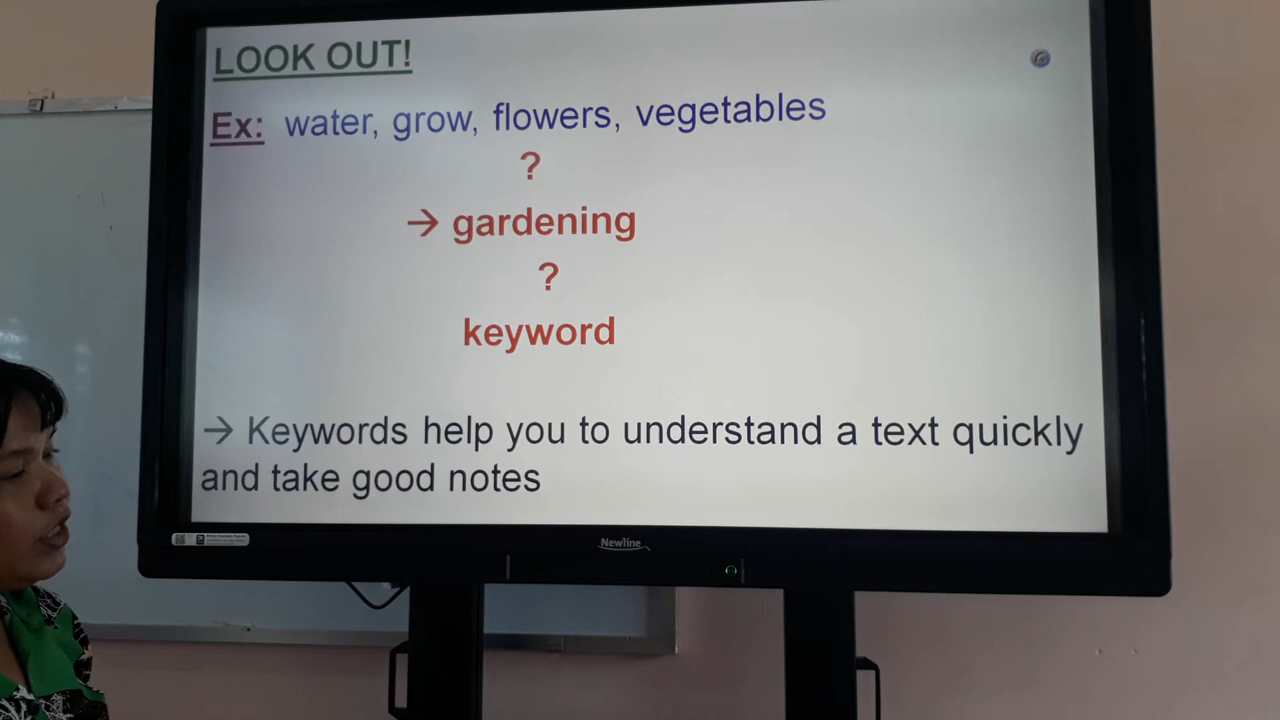 LOOK OUT!
Ex: water, grow, flowers, vegetables
?
→ gardening
?
keyword
→ Keywords help you to understand a text quickly
and take good notes
Newline